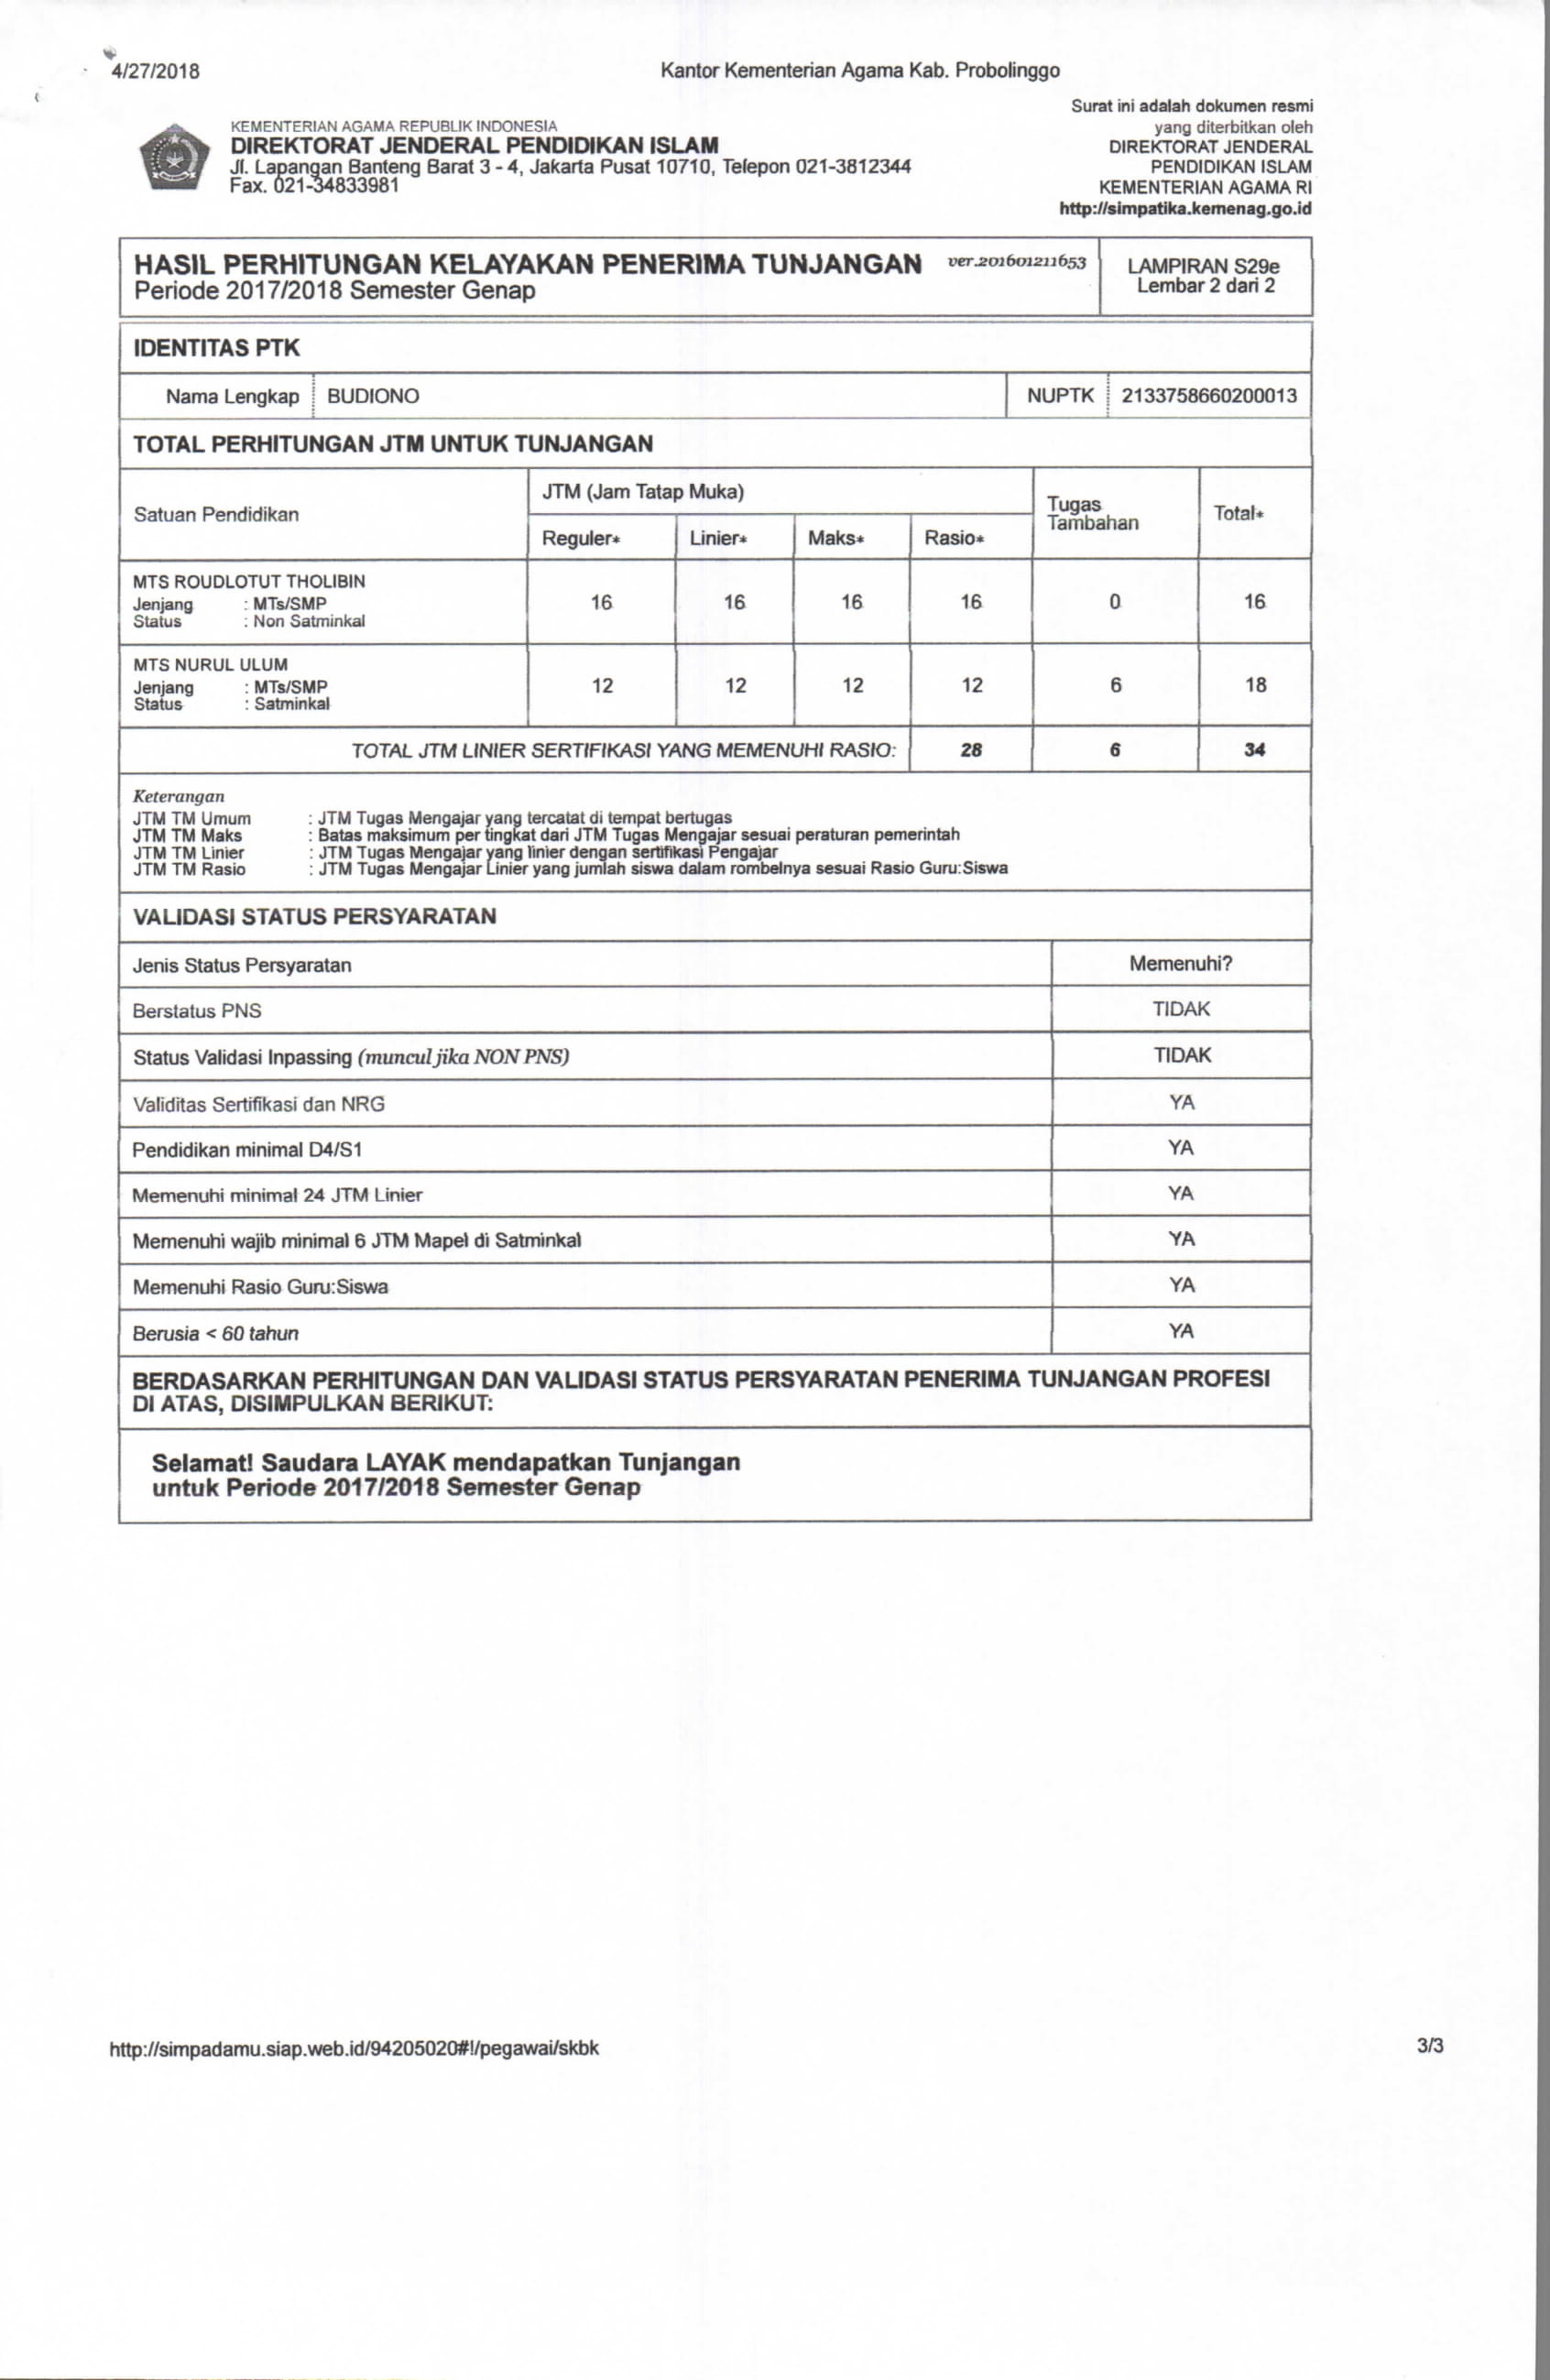 4/27/2018 Kantor Kementerian Agama Kab. Probolinggo
Surat ini adalah dokumen resmi
yang diterbitkan oleh
DIREKTORAT JENDERAL
PENDIDIKAN ISLAM
KEMENTERIAN AGAMA RI
http://simpatika.kemenag.go.id
KEMENTERIAN AGAMA REPUBLIK INDONESIA
DIREKTORAT JENDERAL PENDIDIKAN ISLAM
Jl. Lapangan Banteng Barat 3 - 4, Jakarta Pusat 10710, Telepon 021-3812344
Fax. 021-34833981
HASIL PERHITUNGAN KELAYAKAN PENERIMA TUNJANGAN ver.201601211653
Periode 2017/2018 Semester Genap
LAMPIRAN S29e
Lembar 2 dari 2
IDENTITAS PTK
Nama Lengkap BUDIONO NUPTK 2133758660200013
TOTAL PERHITUNGAN JTM UNTUK TUNJANGAN
Satuan Pendidikan
JTM (Jam Tatap Muka)
Reguler* Linier* Maks* Rasio*
Tugas
Tambahan
Total*
MTS ROUDLOTUT THOLIBIN
Jenjang : MTs/SMP
Status : Non Satminkal
16 16 16 16 0 16
MTS NURUL ULUM
Jenjang : MTs/SMP
Status : Satminkal
12 12 12 12 6 18
TOTAL JTM LINIER SERTIFIKASI YANG MEMENUHI RASIO: 28 6 34
Keterangan
JTM TM Umum : JTM Tugas Mengajar yang tercatat di tempat bertugas
JTM TM Maks : Batas maksimum per tingkat dari JTM Tugas Mengajar sesuai peraturan pemerintah
JTM TM Linier : JTM Tugas Mengajar yang linier dengan sertifikasi Pengajar
JTM TM Rasio : JTM Tugas Mengajar Linier yang jumlah siswa dalam rombelnya sesuai Rasio Guru:Siswa
VALIDASI STATUS PERSYARATAN
Jenis Status Persyaratan Memenuhi?
Berstatus PNS TIDAK
Status Validasi Inpassing (muncul jika NON PNS) TIDAK
Validitas Sertifikasi dan NRG YA
Pendidikan minimal D4/S1 YA
Memenuhi minimal 24 JTM Linier YA
Memenuhi wajib minimal 6 JTM Mapel di Satminkal YA
Memenuhi Rasio Guru:Siswa YA
Berusia < 60 tahun YA
BERDASARKAN PERHITUNGAN DAN VALIDASI STATUS PERSYARATAN PENERIMA TUNJANGAN PROFESI
DI ATAS, DISIMPULKAN BERIKUT:
Selamat! Saudara LAYAK mendapatkan Tunjangan
untuk Periode 2017/2018 Semester Genap
http://simpadamu.siap.web.id/94205020#!/pegawai/skbk 3/3